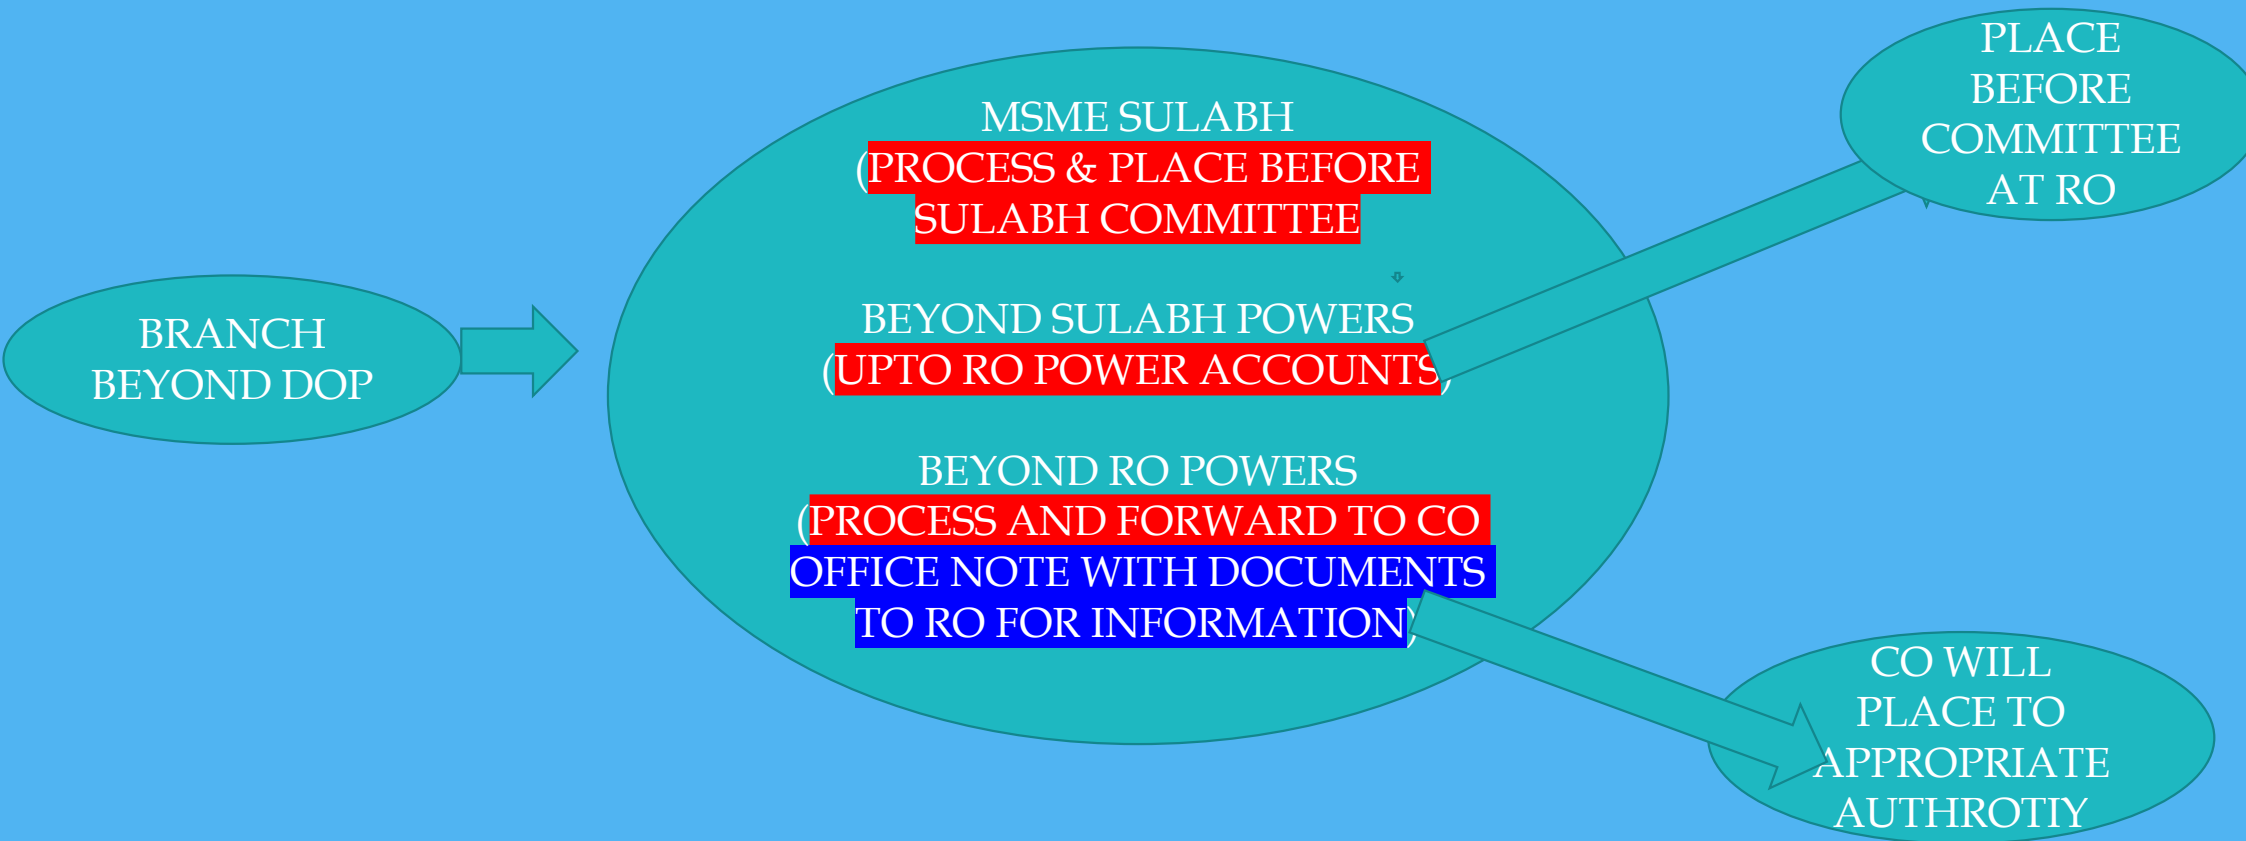 BRANCH
BEYOND DOP
MSME SULABH
(PROCESS & PLACE BEFORE
SULABH COMMITTEE
BEYOND SULABH POWERS
(UPTO RO POWER ACCOUNTS)
BEYOND RO POWERS
(PROCESS AND FORWARD TO CO
OFFICE NOTE WITH DOCUMENTS
TO RO FOR INFORMATION)
PLACE
BEFORE
COMMITTEE
AT RO
CO WILL
PLACE TO
APPROPRIATE
AUTHROTIY